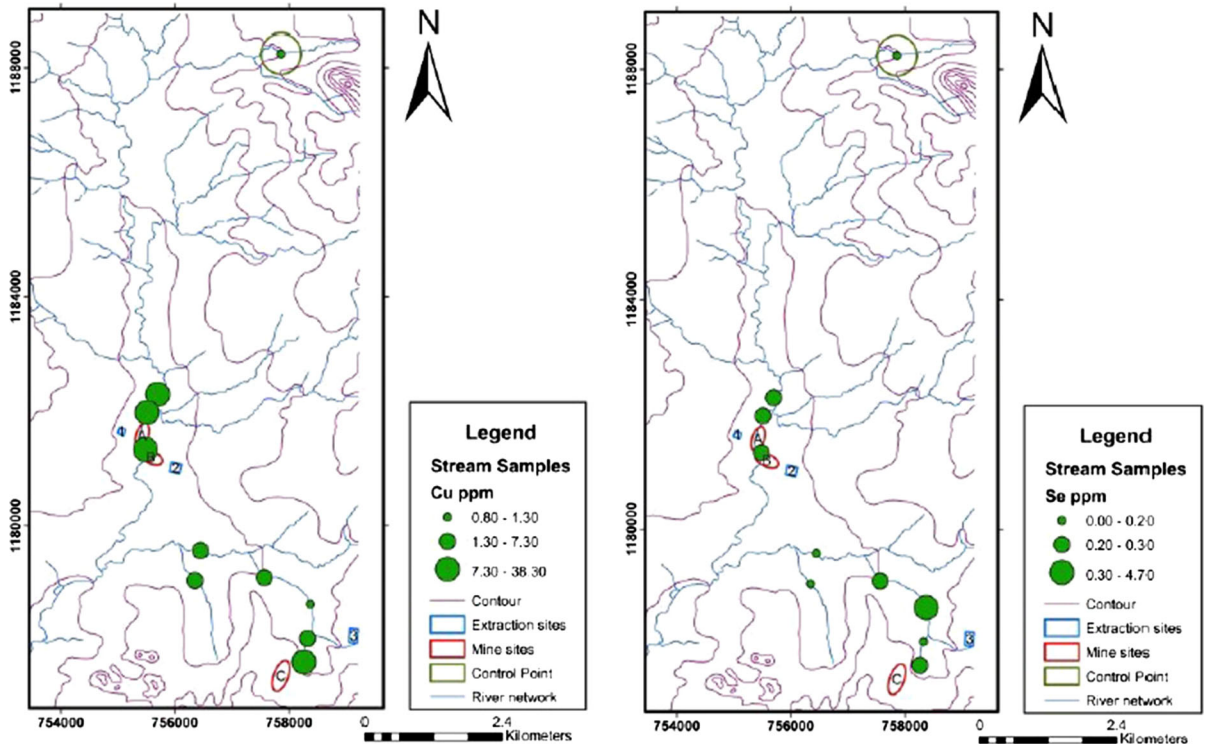 N
1188000
1184000
1180000
4
A
B
2
3
C
754000
756000
758000
0
2.4
Kilometers
Legend
Stream Samples
Cu ppm
0.80 - 1.30
1.30 - 7.30
7.30 - 38.30
Contour
Extraction sites
Mine sites
Control Point
River network
N
1188000
1184000
1180000
4
A
B
2
3
C
754000
756000
758000
0
2.4
Kilometers
Legend
Stream Samples
Se ppm
0.00 - 0.20
0.20 - 0.30
0.30 - 4.70
Contour
Extraction sites
Mine sites
Control Point
River network